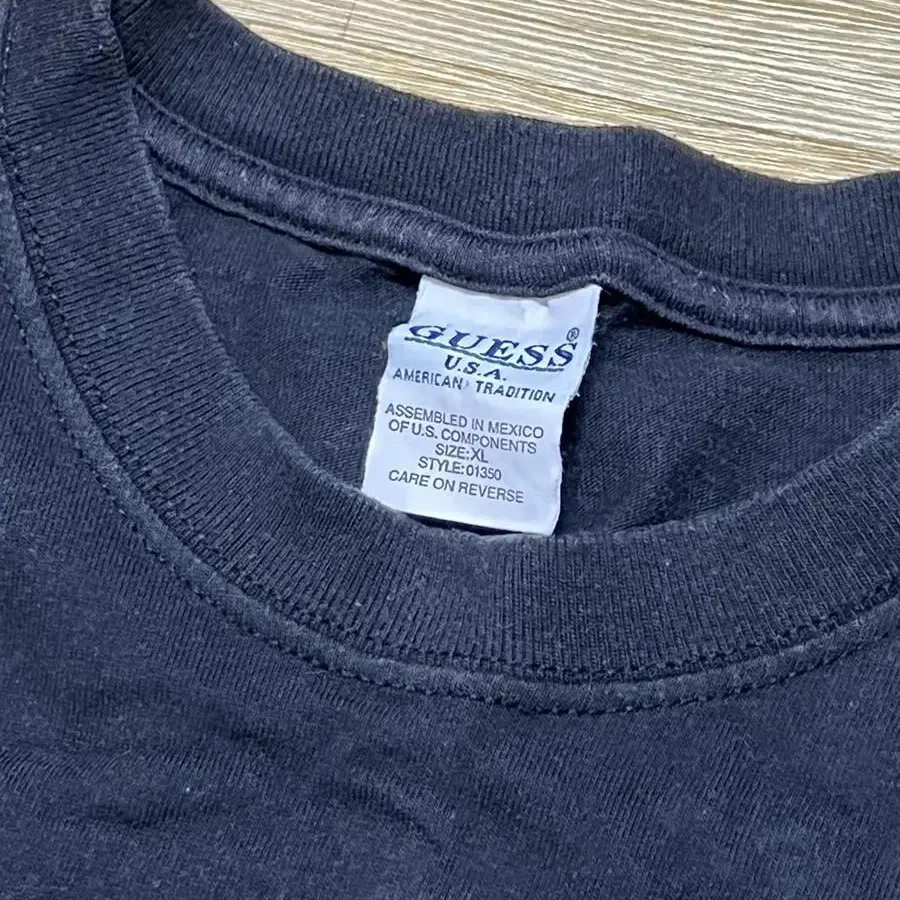 GUESS®
U.S.A.
AMERICAN TRADITION
ASSEMBLED IN MEXICO
OF U.S. COMPONENTS
SIZE:XL
STYLE:01350
CARE ON REVERSE